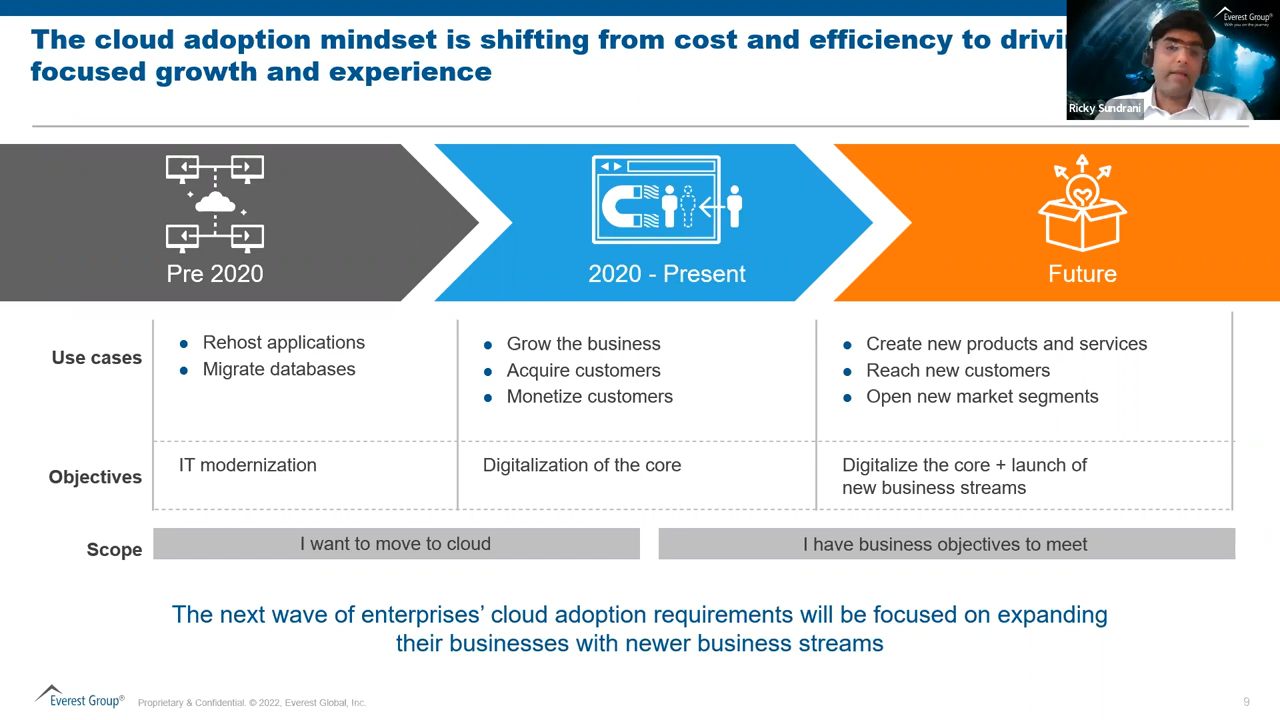 The cloud adoption mindset is shifting from cost and efficiency to
focused growth and experience
Everest Group®
With you on the journey
Ricky Sundrani
Pre 2020
2020 - Present
Future
Use cases
● Rehost applications
● Migrate databases
● Grow the business
● Acquire customers
● Monetize customers
● Create new products and services
● Reach new customers
● Open new market segments
Objectives
IT modernization
Digitalization of the core
Digitalize the core + launch of
new business streams
Scope
I want to move to cloud
I have business objectives to meet
The next wave of enterprises’ cloud adoption requirements will be focused on expanding
their businesses with newer business streams
Everest Group®
Proprietary & Confidential. © 2022, Everest Global, Inc.
9